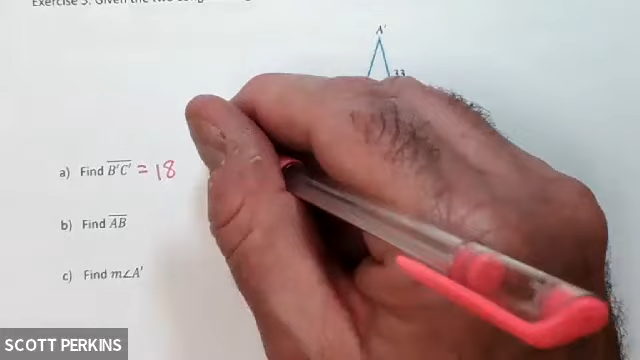 Exercise 3: Given the two
A'
33
a) Find B'C' = 18
b) Find AB
c) Find m∠A'
SCOTT PERKINS